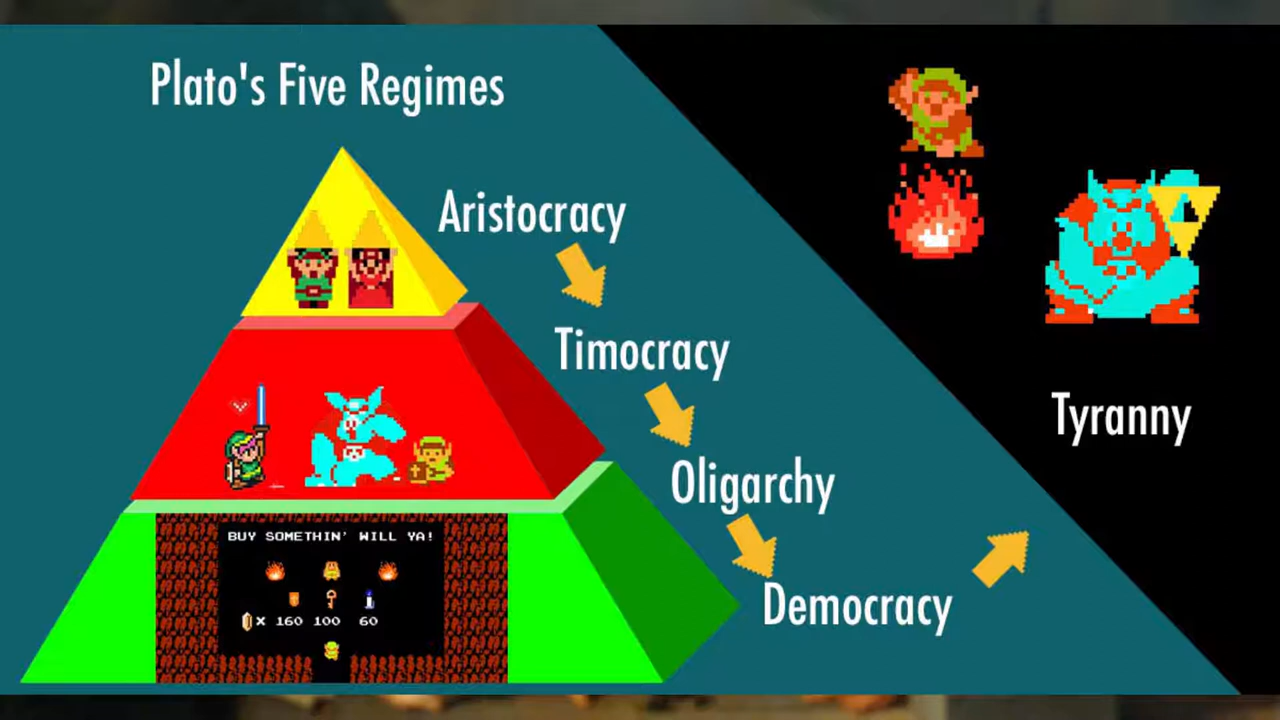 Plato's Five Regimes
Aristocracy
Timocracy
Oligarchy
Democracy
Tyranny
BUY SOMETHIN' WILL YA!
X 160 100 60